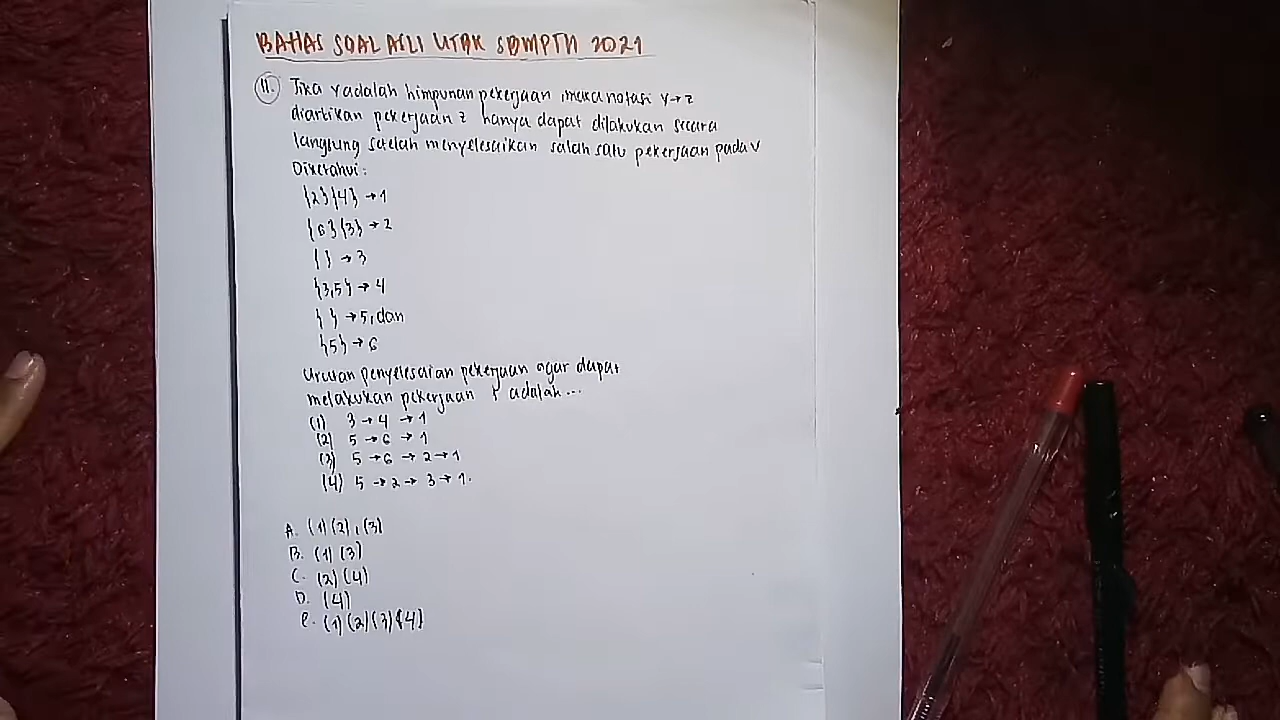 BAHAS SOAL ASLI UTBK SBMPTN 2021
11. Jika Y adalah himpunan pekerjaan, maka notasi Y→Z
diartikan pekerjaan Z hanya dapat dilakukan secara
langsung setelah menyelesaikan salah satu pekerjaan pada Y
Diketahui:
{2}{4} → 1
{6}{3} → 2
{ } → 3
{3,5} → 4
{ } → 5, dan
{5} → 6
Urutan penyelesaian pekerjaan agar dapat
melakukan pekerjaan 1 adalah ...
(1) 3 → 4 → 1
(2) 5 → 6 → 1
(3) 5 → 6 → 2 → 1
(4) 5 → 2 → 3 → 1.
A. (1) (2), (3)
B. (1) (3)
C. (2) (4)
D. (4)
E. (1) (2) (3) (4)